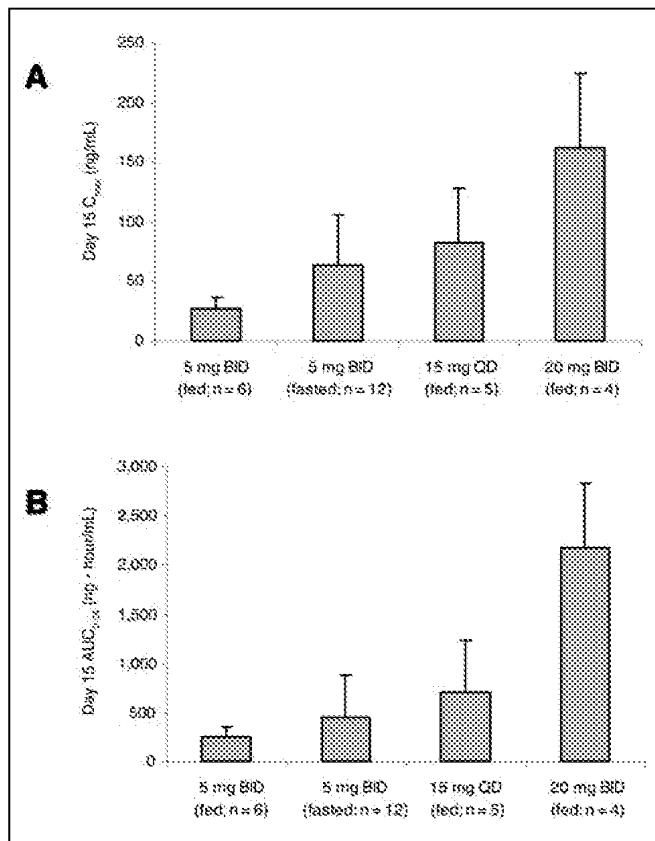 A
Day 15 Cmax (ng/mL)
250
200
150
100
50
0
5 mg BID
(fed; n = 6)
5 mg BID
(fasted; n = 12)
15 mg QD
(fed; n = 5)
20 mg BID
(fed; n = 4)
B
Day 15 AUC0-24 (ng • hour/mL)
3,000
2,500
2,000
1,500
1,000
500
0
5 mg BID
(fed; n = 6)
5 mg BID
(fasted; n = 12)
15 mg QD
(fed; n = 5)
20 mg BID
(fed; n = 4)